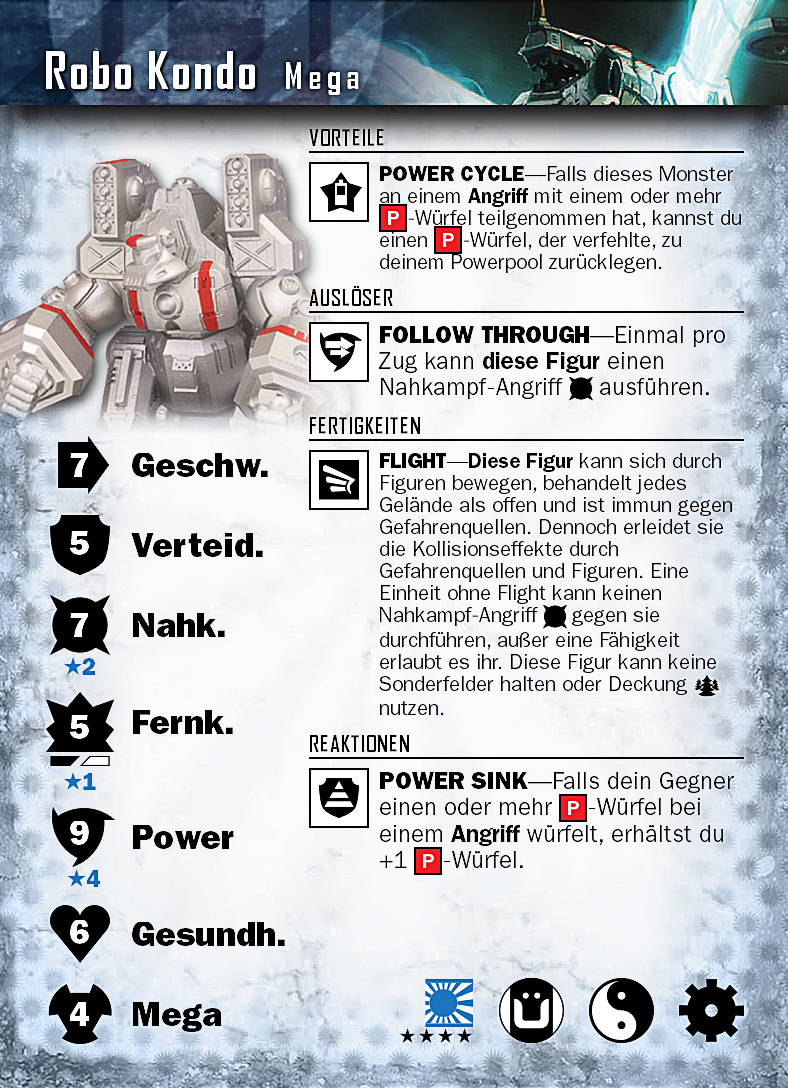 Robo Kondo Mega
VORTEILE
POWER CYCLE—Falls dieses Monster
an einem Angriff mit einem oder mehr
P-Würfel teilgenommen hat, kannst du
einen P-Würfel, der verfehlte, zu
deinem Powerpool zurücklegen.
AUSLÖSER
FOLLOW THROUGH—Einmal pro
Zug kann diese Figur einen
Nahkampf-Angriff ausführen.
FERTIGKEITEN
FLIGHT—Diese Figur kann sich durch
Figuren bewegen, behandelt jedes
Gelände als offen und ist immun gegen
Gefahrenquellen. Dennoch erleidet sie
die Kollisionseffekte durch
Gefahrenquellen und Figuren. Eine
Einheit ohne Flight kann keinen
Nahkampf-Angriff gegen sie
durchführen, außer eine Fähigkeit
erlaubt es ihr. Diese Figur kann keine
Sonderfelder halten oder Deckung
nutzen.
REAKTIONEN
POWER SINK—Falls dein Gegner
einen oder mehr P-Würfel bei
einem Angriff würfelt, erhältst du
+1 P-Würfel.
7 Geschw.
5 Verteid.
7 Nahk.
★2
5 Fernk.
★1
9 Power
★4
6 Gesundh.
4 Mega
Ü
★★★★